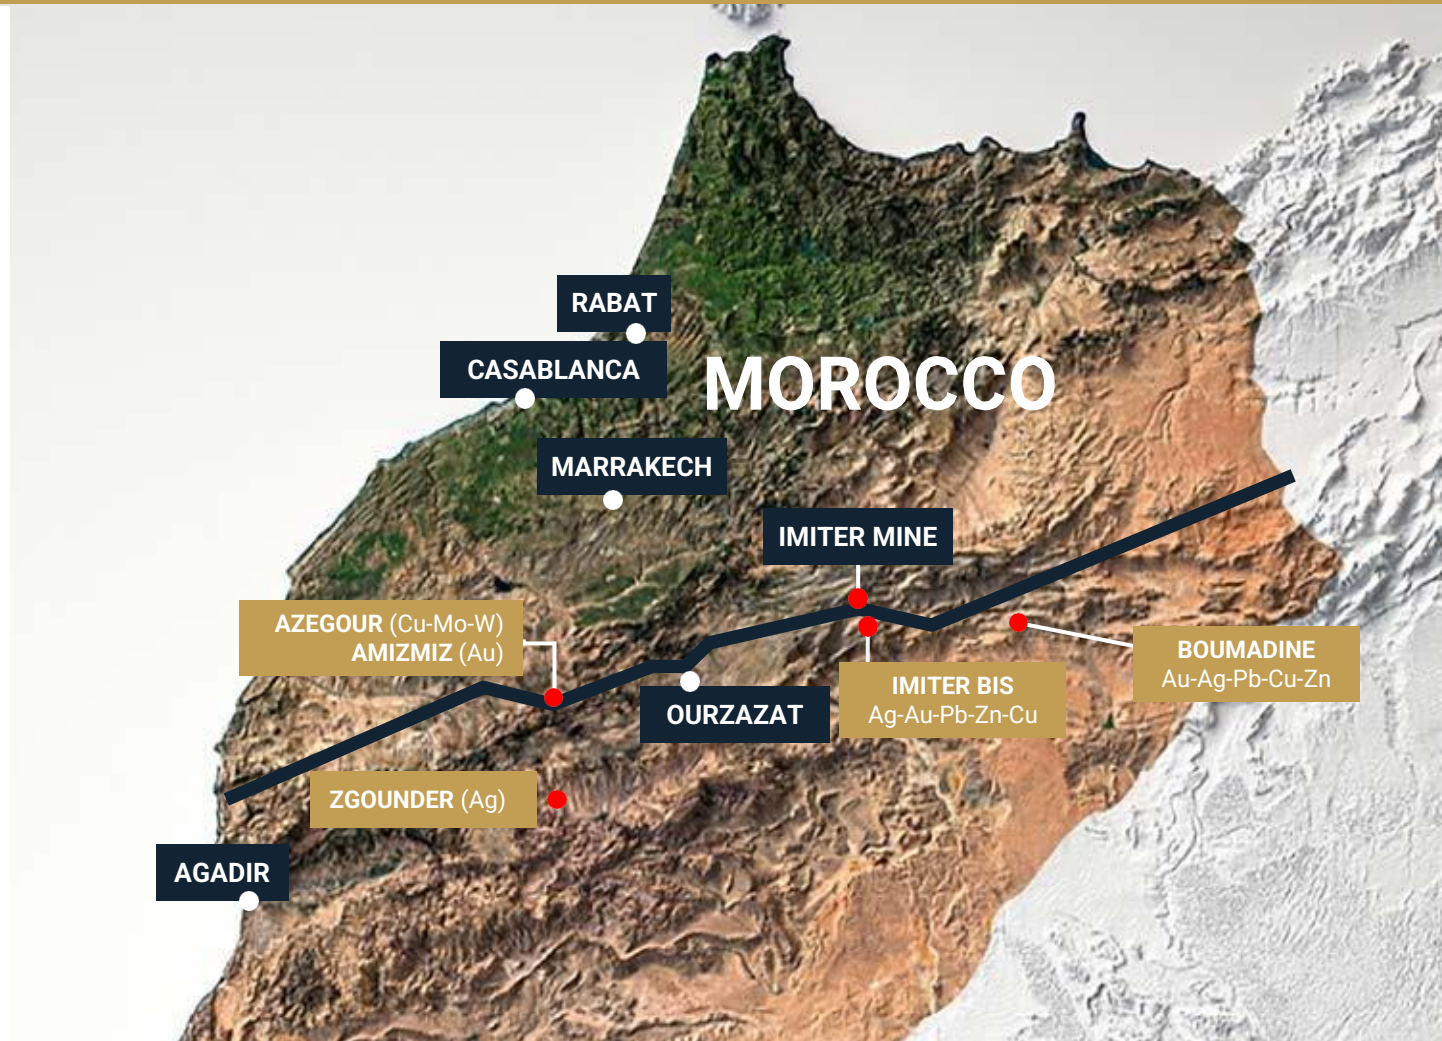 RABAT
CASABLANCA
MOROCCO
MARRAKECH
IMITER MINE
AZEGOUR (Cu-Mo-W)
AMIZMIZ (Au)
BOUMADINE
Au-Ag-Pb-Cu-Zn
IMITER BIS
Ag-Au-Pb-Zn-Cu
OURZAZAT
ZGOUNDER (Ag)
AGADIR